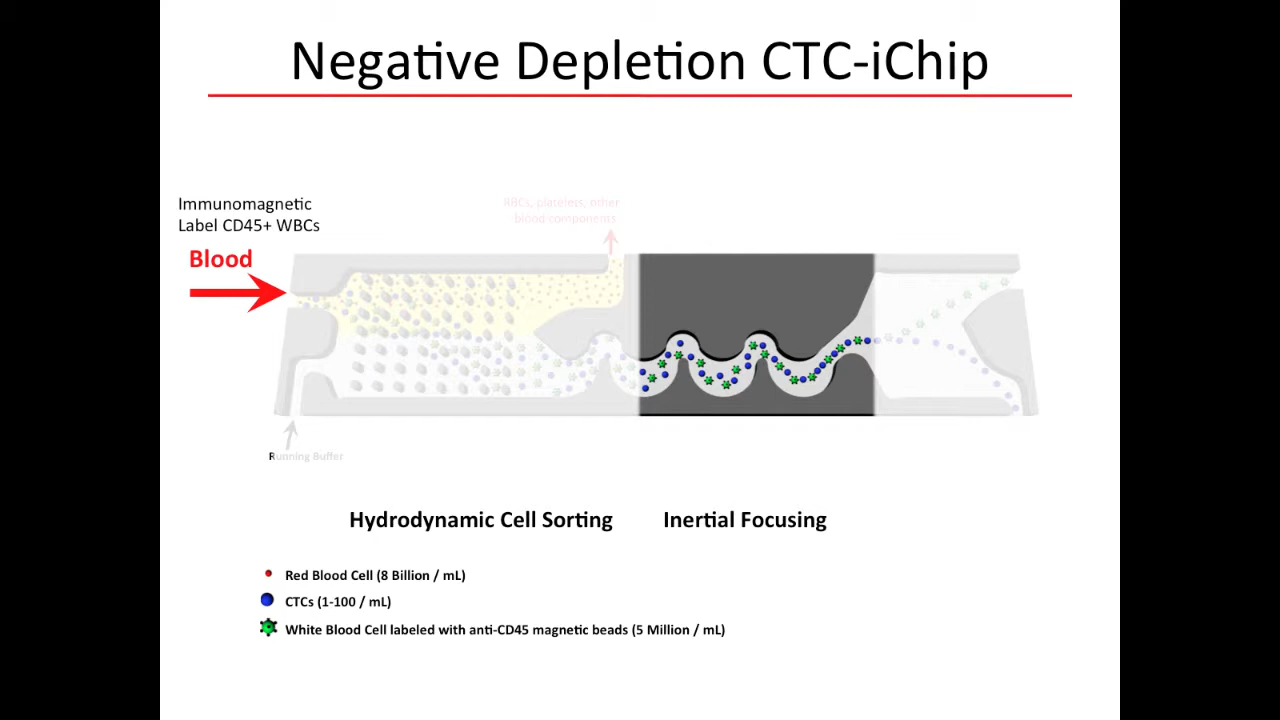 Negative Depletion CTC-iChip
Immunomagnetic
Label CD45+ WBCs
RBCs, platelets, other
blood components
Blood
Running Buffer
Hydrodynamic Cell Sorting
Inertial Focusing
Red Blood Cell (8 Billion / mL)
CTCs (1-100 / mL)
White Blood Cell labeled with anti-CD45 magnetic beads (5 Million / mL)